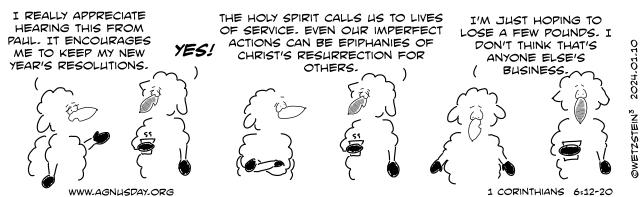 I REALLY APPRECIATE
HEARING THIS FROM
PAUL. IT ENCOURAGES
ME TO KEEP MY NEW
YEAR'S RESOLUTIONS.
YES!
THE HOLY SPIRIT CALLS US TO LIVES
OF SERVICE. EVEN OUR IMPERFECT
ACTIONS CAN BE EPIPHANIES OF
CHRIST'S RESURRECTION FOR
OTHERS.
I'M JUST HOPING TO
LOSE A FEW POUNDS. I
DON'T THINK THAT'S
ANYONE ELSE'S
BUSINESS.
©WETZSTEIN³ 2024.01.10
WWW.AGNUSDAY.ORG
1 CORINTHIANS 6:12-20